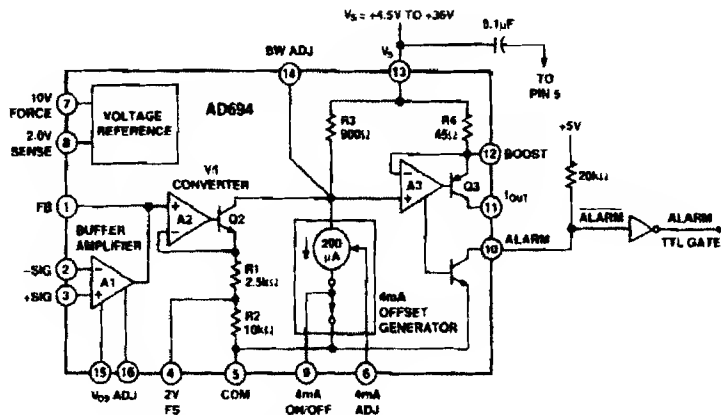 Vs = +4.5V TO +36V
0.1µF
BW ADJ
Vs
14
13
TO
PIN 5
10V
FORCE
7
VOLTAGE
REFERENCE
AD694
R3
900Ω
R4
45Ω
+5V
2.0V
SENSE
8
12
BOOST
V/I
CONVERTER
A3
Q3
20kΩ
FB
1
A2
Q2
11
IOUT
BUFFER
AMPLIFIER
10
ALARM
ALARM
ALARM
TTL GATE
200
µA
-SIG
2
A1
R1
2.5kΩ
4mA
OFFSET
GENERATOR
+SIG
3
R2
10kΩ
15
16
4
5
9
6
VOS ADJ
2V
FS
COM
4mA
ON/OFF
4mA
ADJ